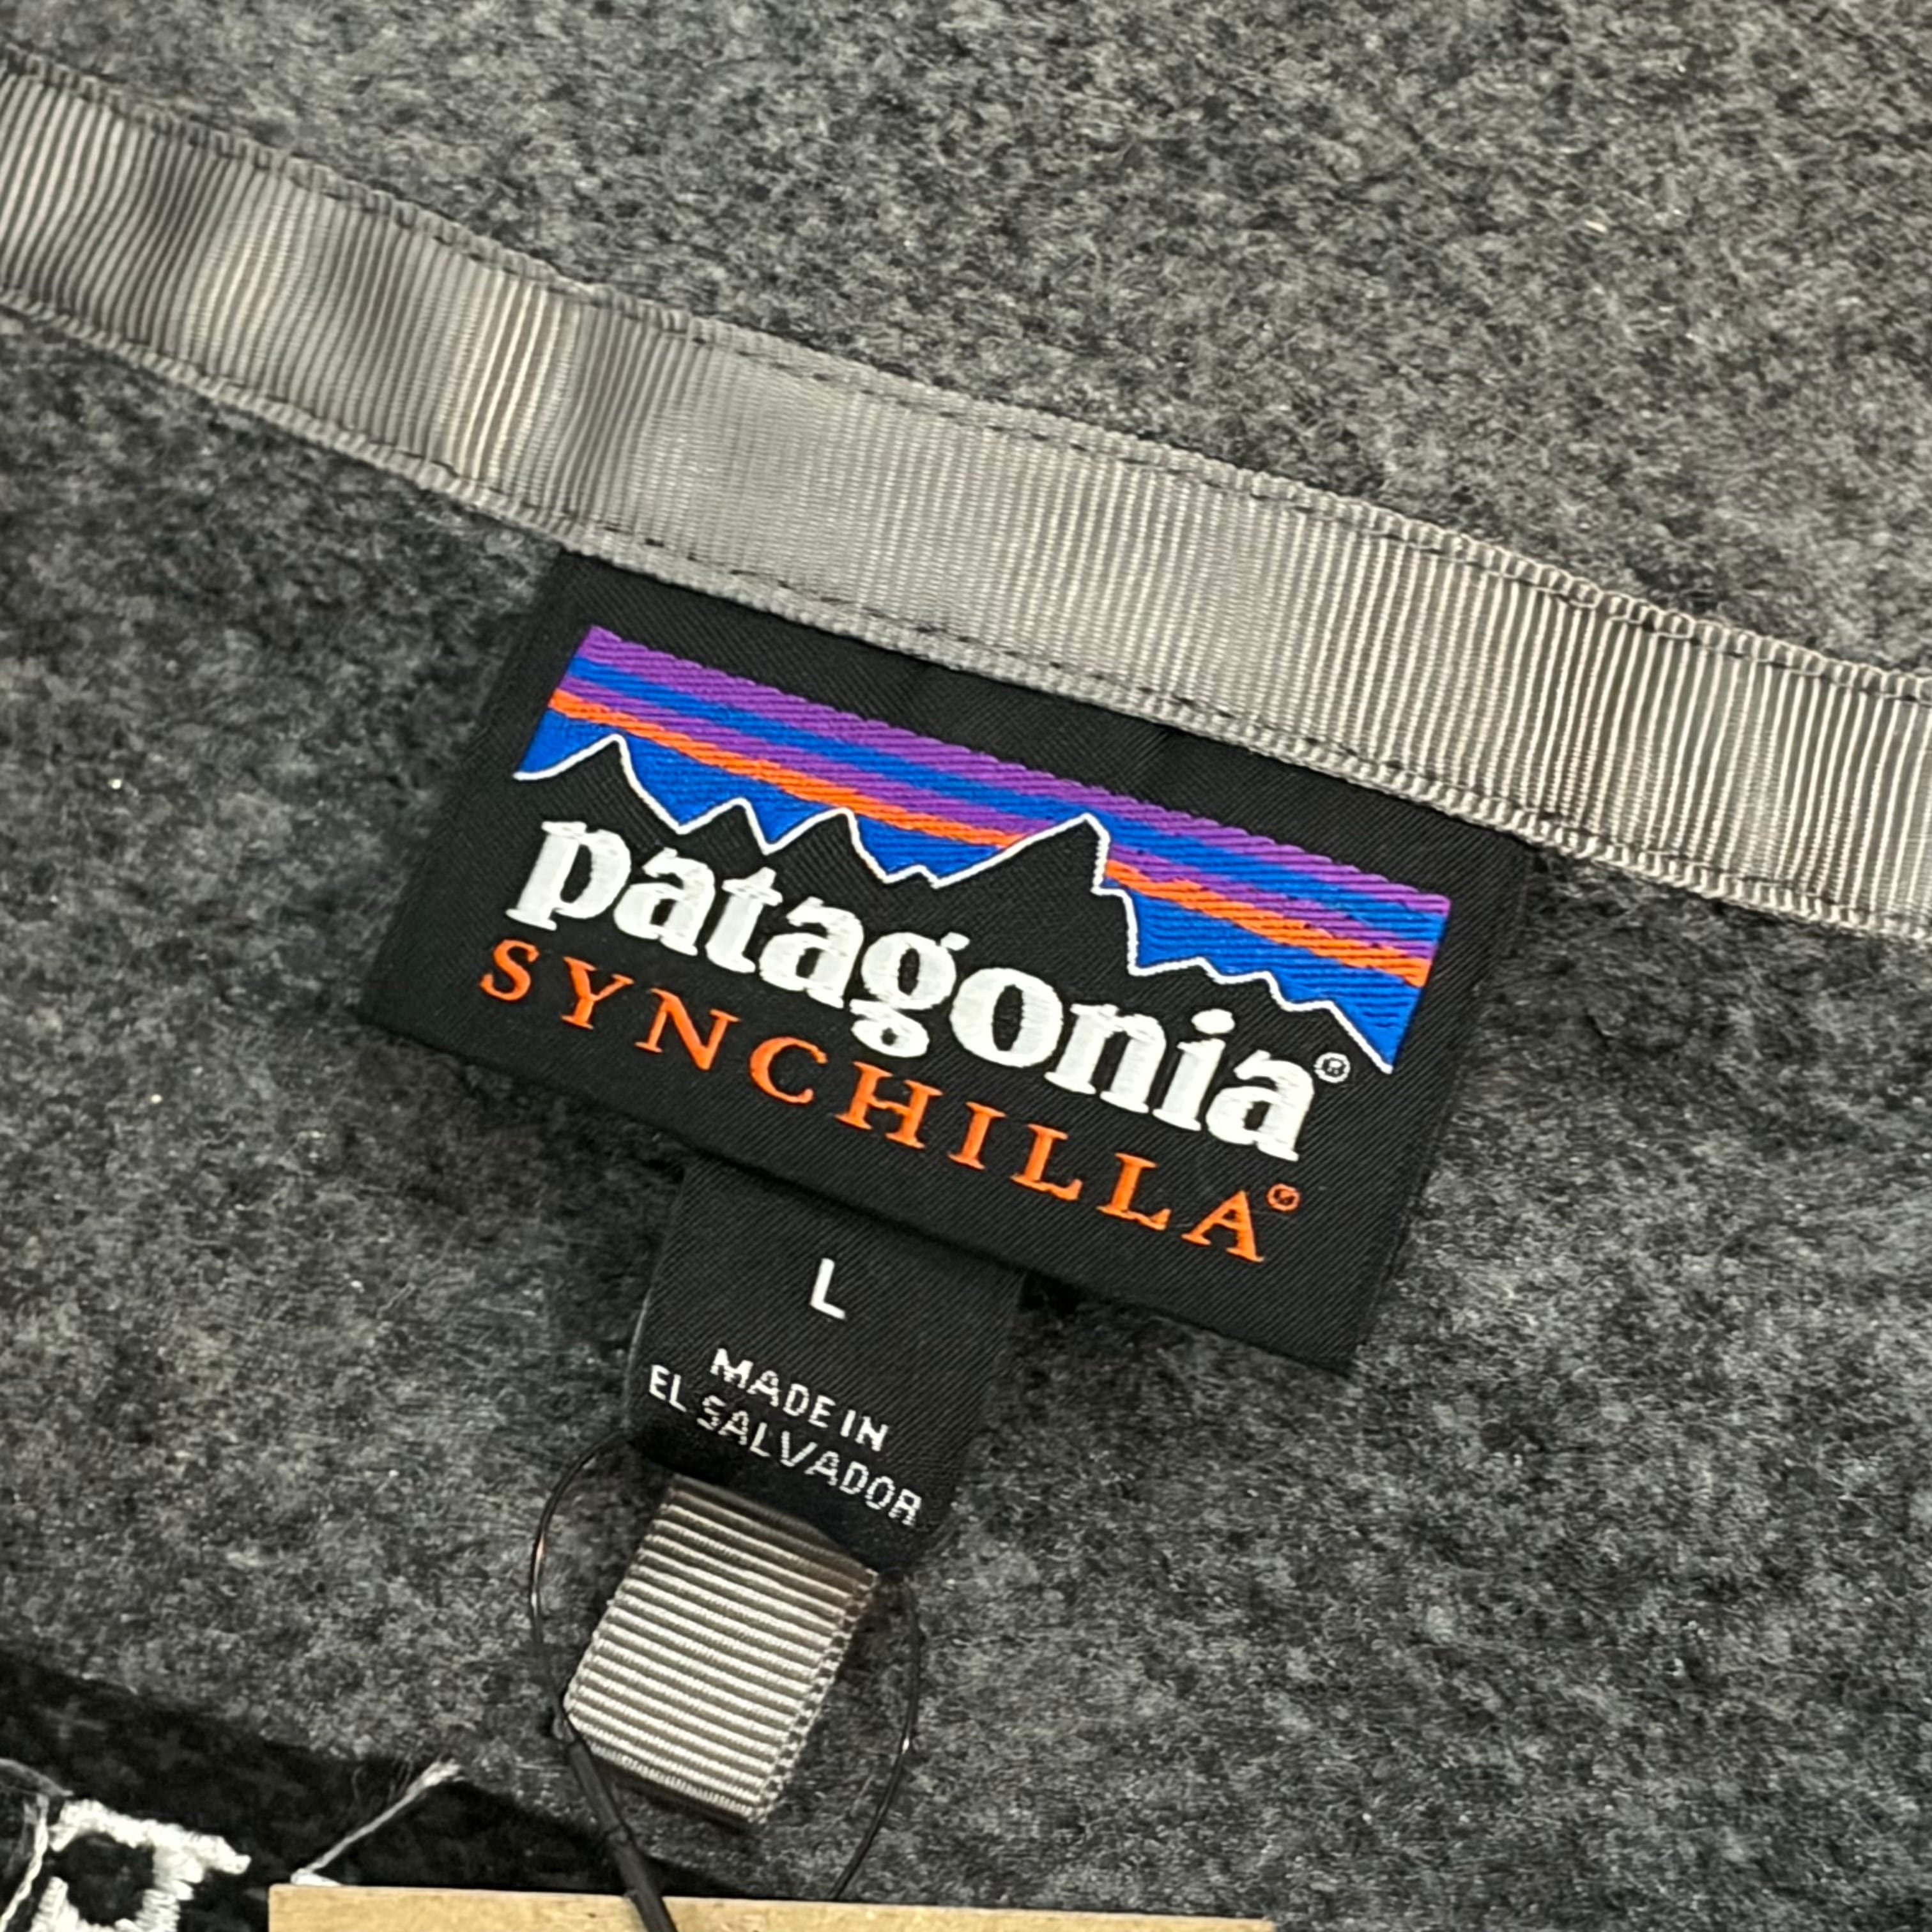 patagonia®
SYNCHILLA®
L
MADE IN
EL SALVADOR